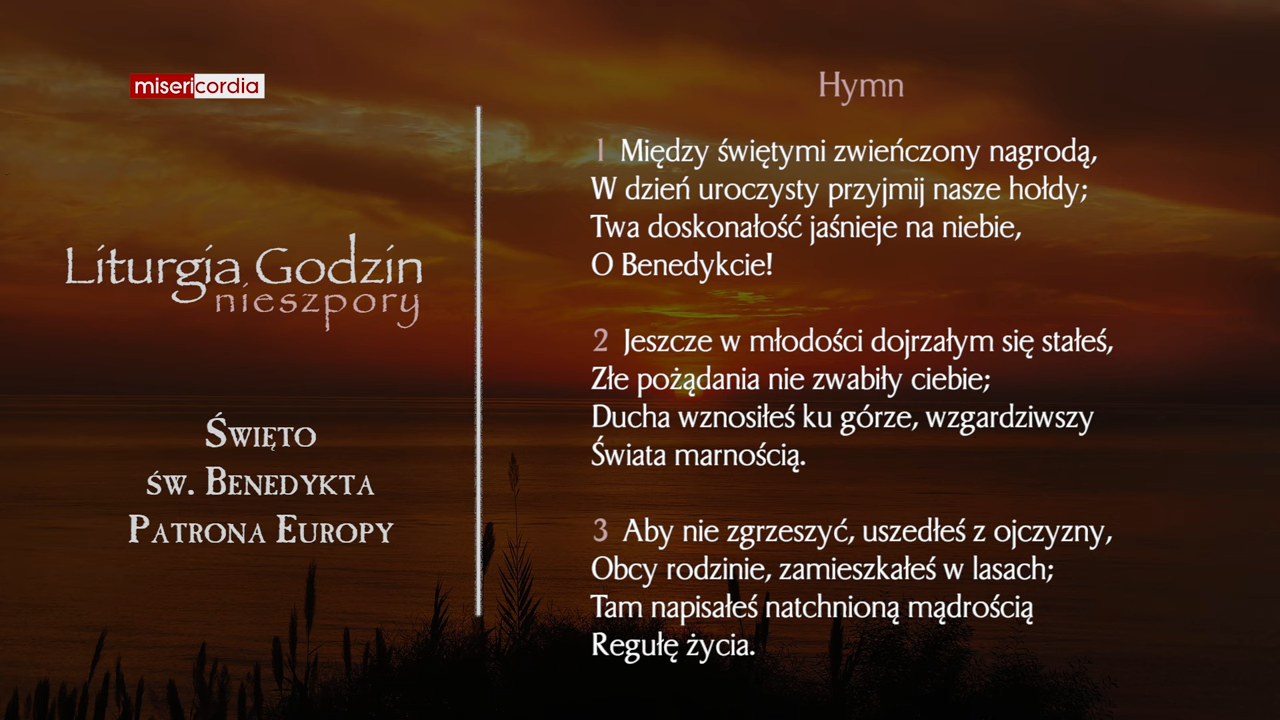 misericordia
Liturgia Godzin
nieszpory
Święto
św. Benedykta
Patrona Europy
Hymn
1 Między świętymi zwieńczony nagrodą,
W dzień uroczysty przyjmij nasze hołdy;
Twa doskonałość jaśnieje na niebie,
O Benedykcie!
2 Jeszcze w młodości dojrzałym się stałeś,
Złe pożądania nie zwabiły ciebie;
Ducha wznosiłeś ku górze, wzgardziwszy
Świata marnością.
3 Aby nie zgrzeszyć, uszedłeś z ojczyzny,
Obcy rodzinie, zamieszkałeś w lasach;
Tam napisałeś natchnioną mądrością
Regułę życia.